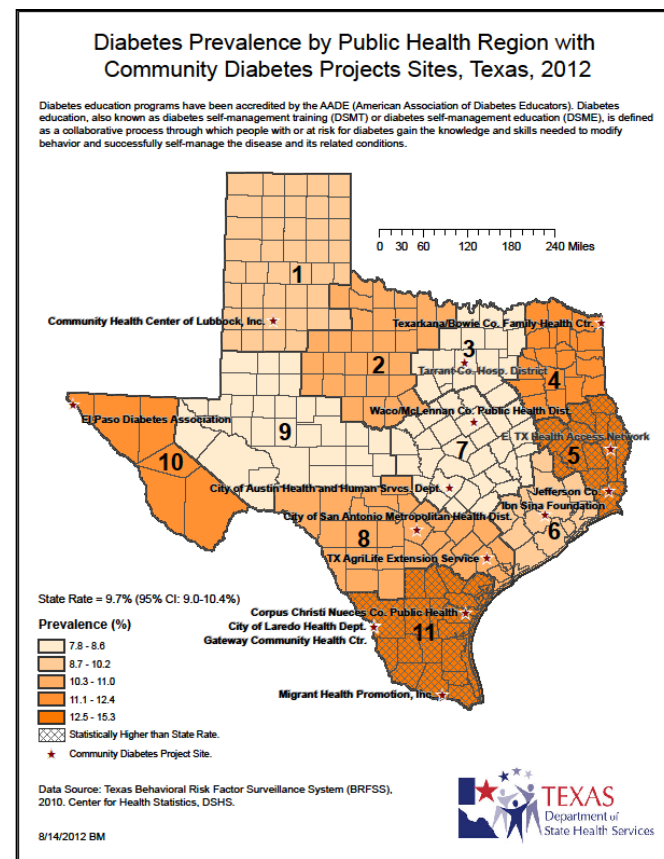 Diabetes Prevalence by Public Health Region with
Community Diabetes Projects Sites, Texas, 2012
Diabetes education programs have been accredited by the AADE (American Association of Diabetes Educators). Diabetes
education, also known as diabetes self-management training (DSMT) or diabetes self-management education (DSME), is defined
as a collaborative process through which people with or at risk for diabetes gain the knowledge and skills needed to modify
behavior and successfully self-manage the disease and its related conditions.
0 30 60 120 180 240 Miles
1
Community Health Center of Lubbock, Inc.
Texarkana/Bowie Co. Family Health Ctr.
3
2
Tarrant Co. Hosp. District
4
Waco/McLennan Co. Public Health Dist.
El Paso Diabetes Association
9
7
E. TX Health Access Network
10
5
City of Austin Health and Human Srvcs. Dept.
Jefferson Co.
Ibn Sina Foundation
City of San Antonio Metropolitan Health Dist.
6
8
TX AgriLife Extension Service
State Rate = 9.7% (95% CI: 9.0-10.4%)
Corpus Christi Nueces Co. Public Health
City of Laredo Health Dept.
11
Gateway Community Health Ctr.
Prevalence (%)
7.8 - 8.6
8.7 - 10.2
10.3 - 11.0
11.1 - 12.4
12.5 - 15.3
Statistically Higher than State Rate.
Community Diabetes Project Site.
Migrant Health Promotion, Inc.
Data Source: Texas Behavioral Risk Factor Surveillance System (BRFSS),
2010. Center for Health Statistics, DSHS.
8/14/2012 BM
TEXAS
Department of
State Health Services